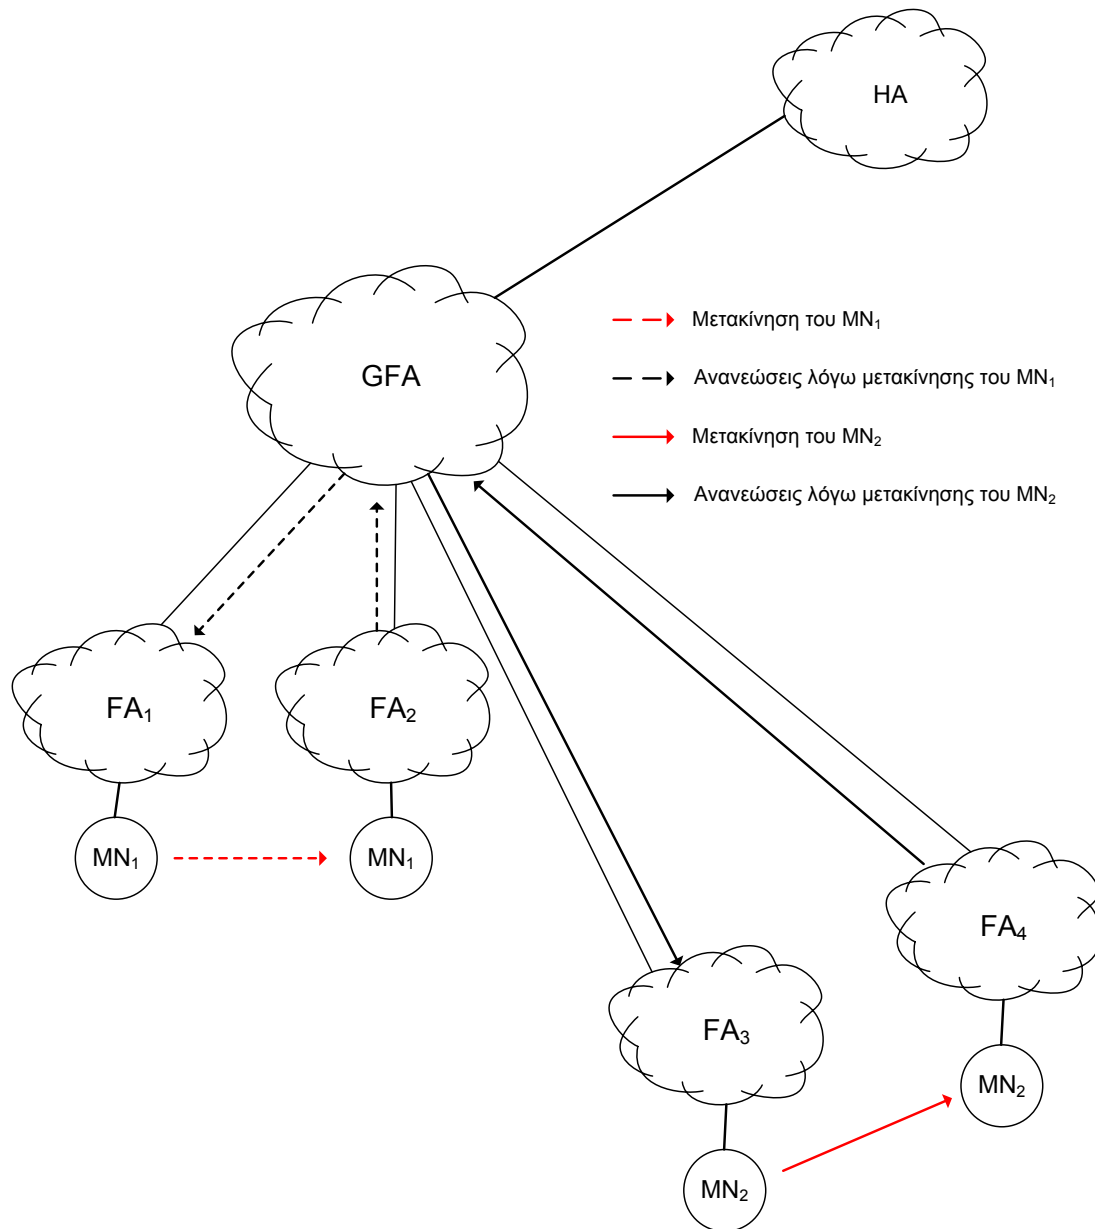 HA
GFA
Μετακίνηση του MN₁
Ανανεώσεις λόγω μετακίνησης του MN₁
Μετακίνηση του MN₂
Ανανεώσεις λόγω μετακίνησης του MN₂
FA₁
FA₂
MN₁
MN₁
FA₄
FA₃
MN₂
MN₂